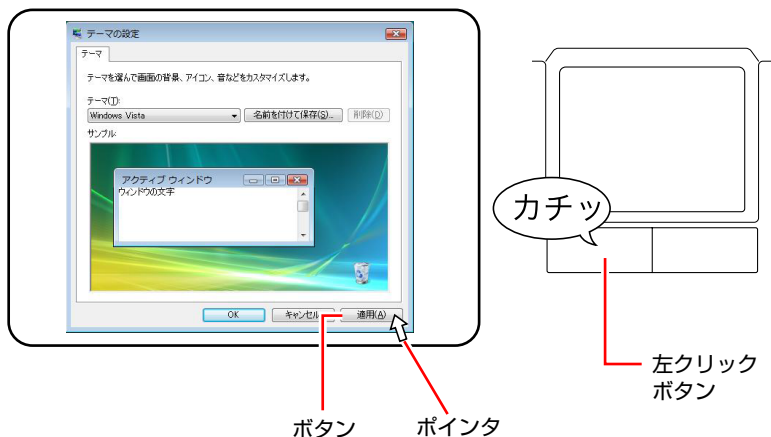 テーマの設定
テーマ
テーマを選んで画面の背景、アイコン、音などをカスタマイズします。
テーマ(T):
Windows Vista
名前を付けて保存(S)...
削除(D)
サンプル:
アクティブ ウィンドウ
ウィンドウの文字
OK
キャンセル
適用(A)
カチッ
左クリック
ボタン
ボタン
ポインタ